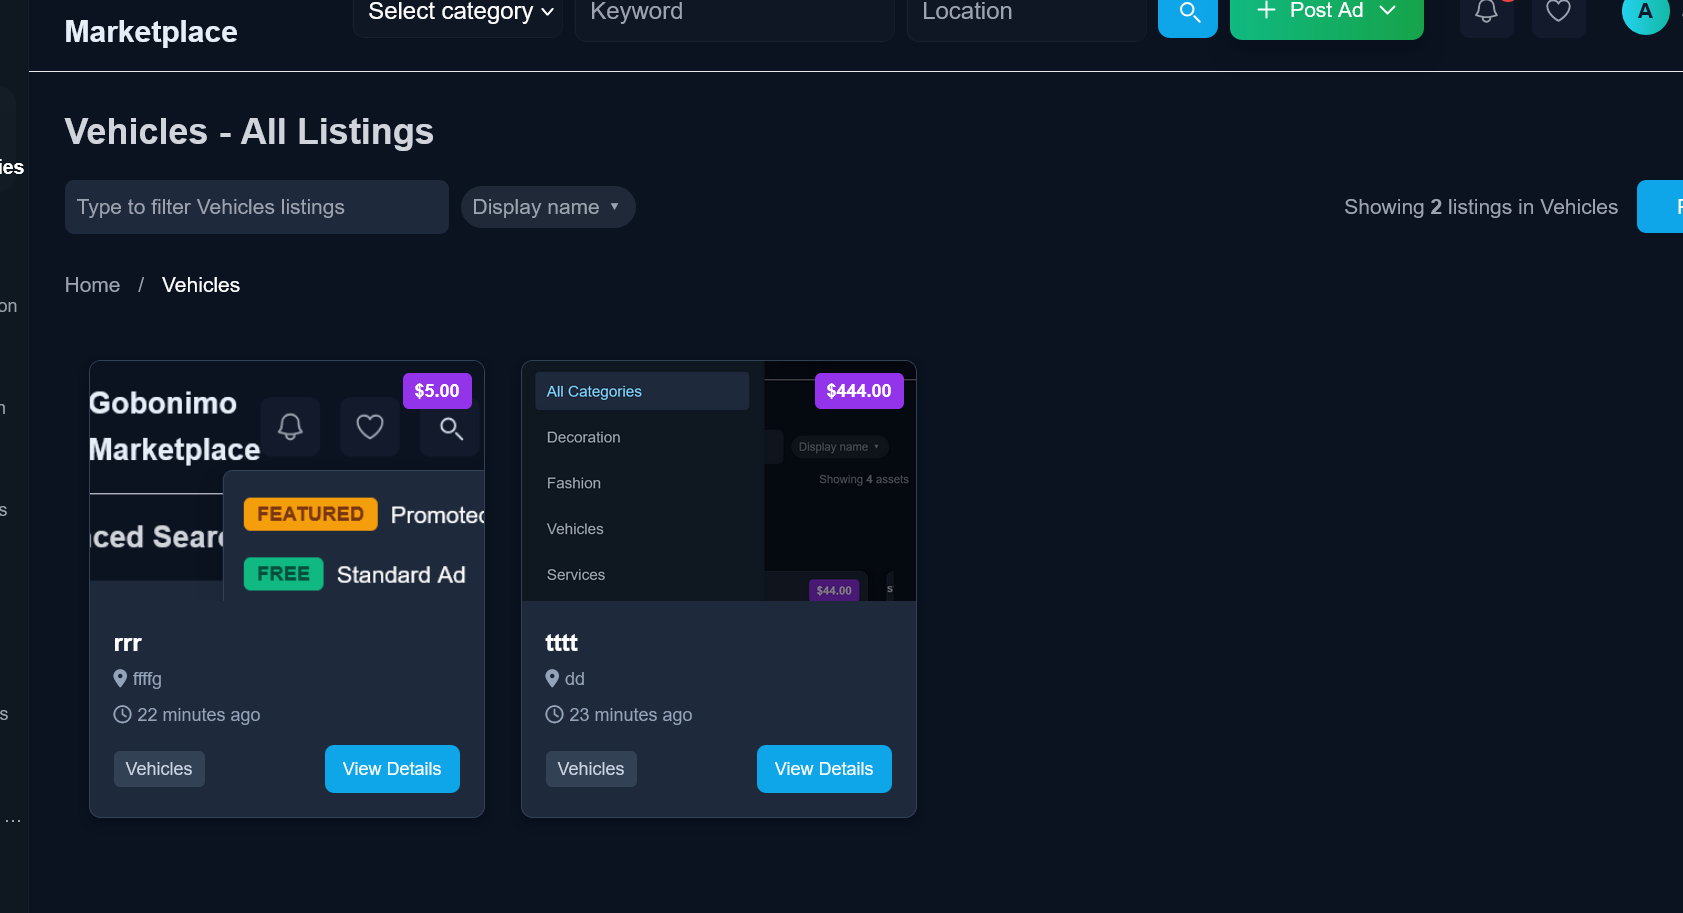 Marketplace
Select category
Keyword
Location
Post Ad
A
Vehicles - All Listings
ies
Type to filter Vehicles listings
Display name
Showing 2 listings in Vehicles
Home / Vehicles
on
s
s
...
$5.00
Gobonimo
Marketplace
FEATURED Promoted
FREE Standard Ad
rrr
ffffg
22 minutes ago
Vehicles
View Details
$444.00
All Categories
Decoration
Display name
Fashion
Showing 4 assets
Vehicles
Services
$44.00
tttt
dd
23 minutes ago
Vehicles
View Details